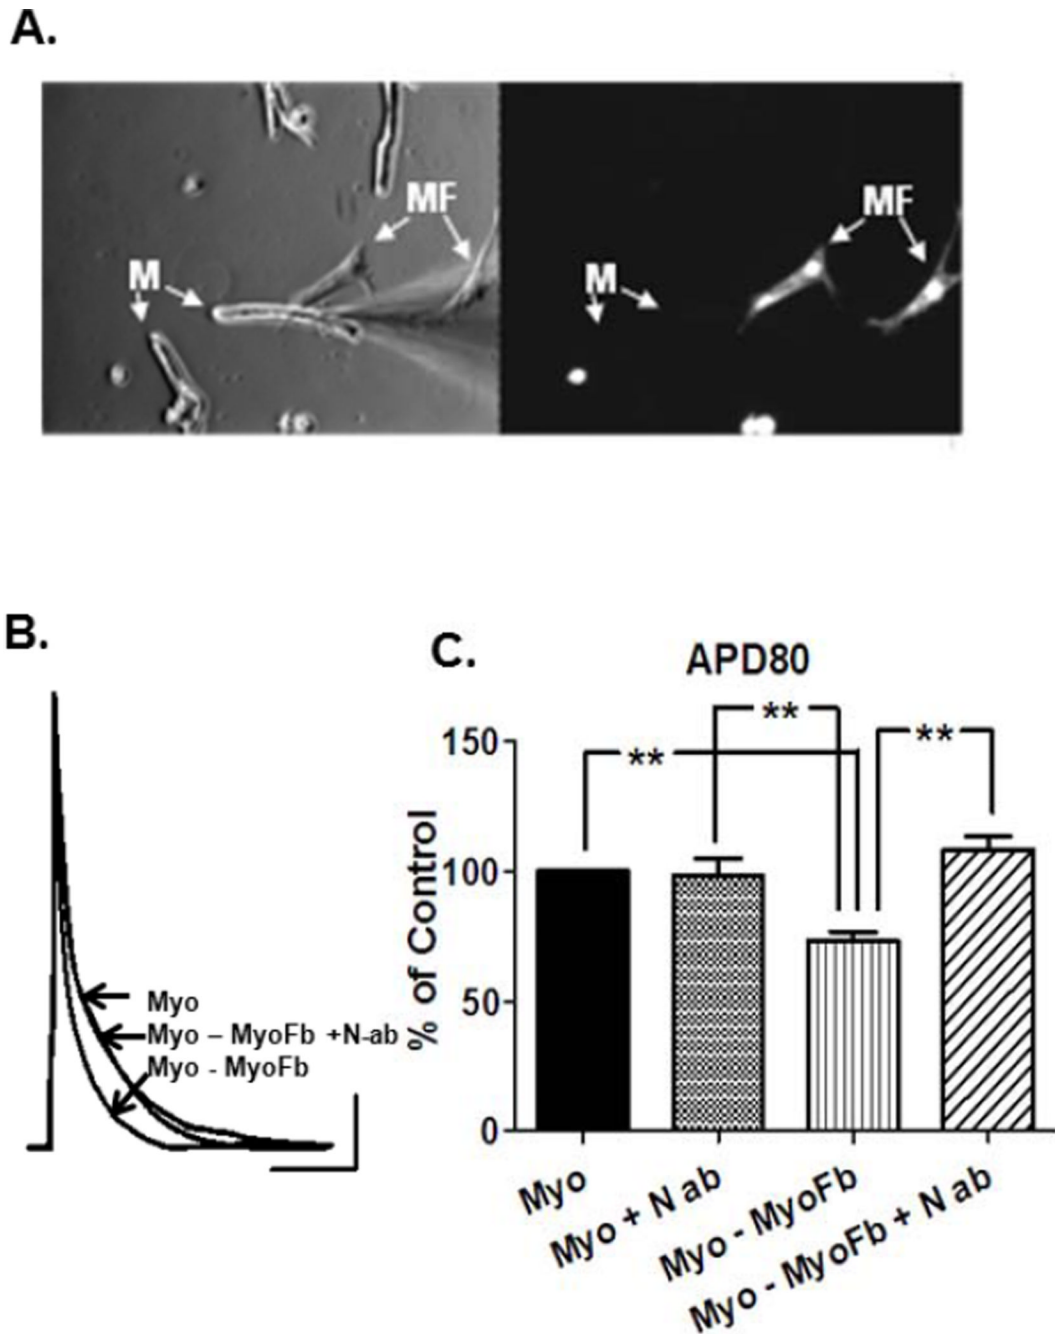 A.
MF
M
MF
M
B.
Myo
Myo – MyoFb +N-ab
Myo - MyoFb
C.
APD80
**
**
**
% of Control
150
100
50
0
Myo
Myo + N ab
Myo - MyoFb
Myo - MyoFb + N ab